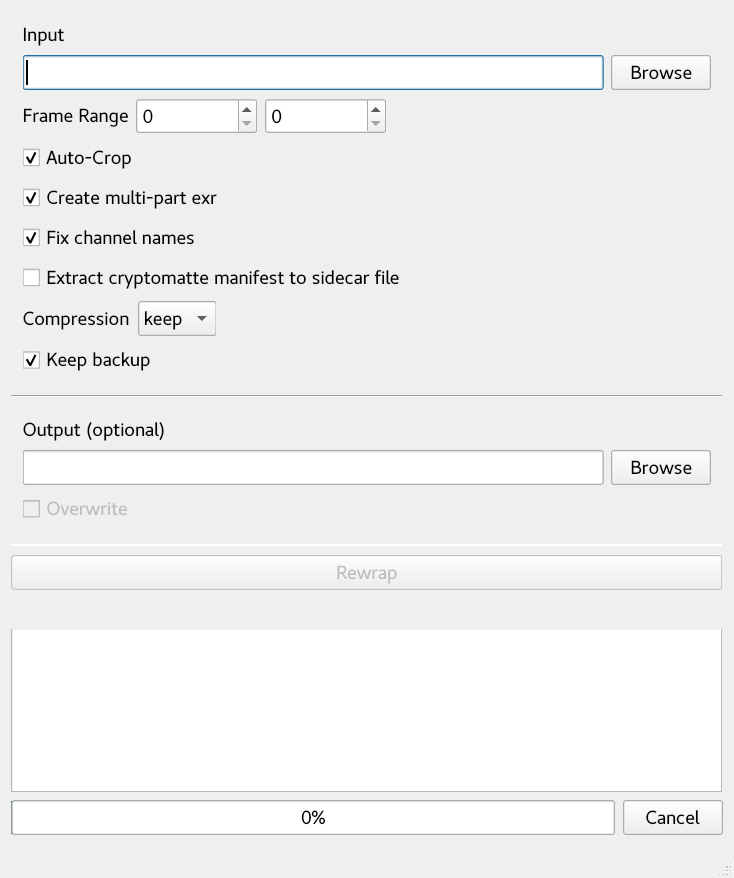 Input
Browse
Frame Range 0 0
Auto-Crop
Create multi-part exr
Fix channel names
Extract cryptomatte manifest to sidecar file
Compression keep
Keep backup
Output (optional)
Browse
Overwrite
Rewrap
0% Cancel